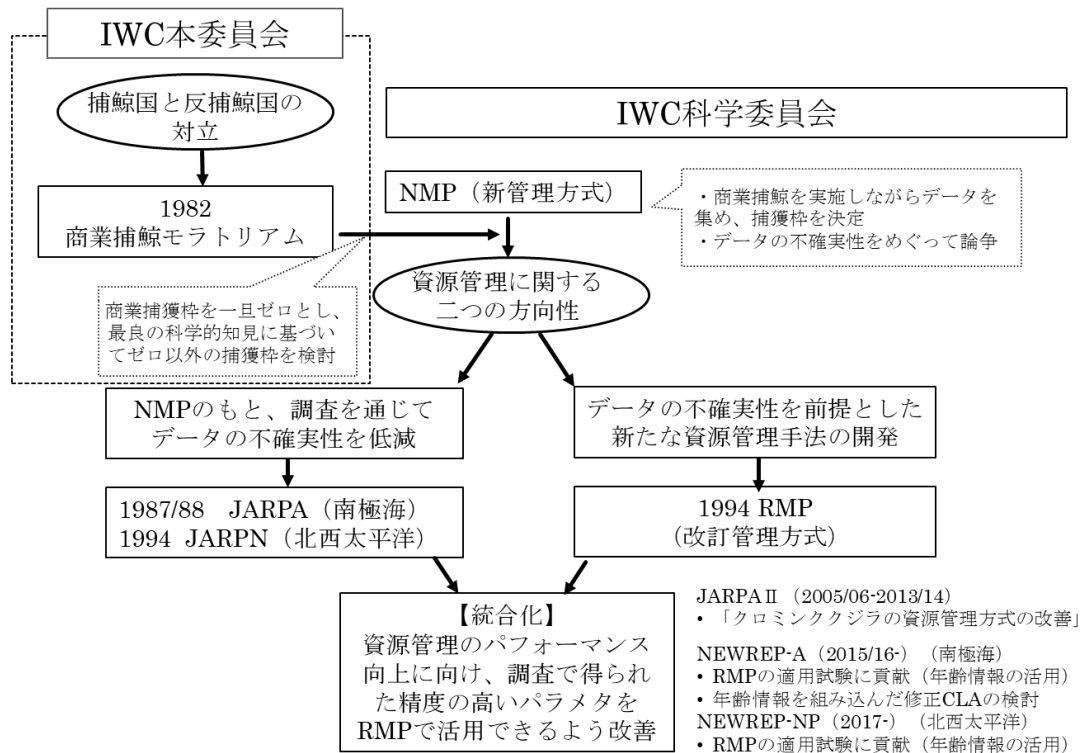 IWC本委員会
捕鯨国と反捕鯨国の
対立
1982
商業捕鯨モラトリアム
商業捕獲枠を一旦ゼロとし、
最良の科学的知見に基づい
てゼロ以外の捕獲枠を検討
IWC科学委員会
NMP（新管理方式）
・商業捕鯨を実施しながらデータを
集め、捕獲枠を決定
・データの不確実性をめぐって論争
資源管理に関する
二つの方向性
NMPのもと、調査を通じて
データの不確実性を低減
データの不確実性を前提とした
新たな資源管理手法の開発
1987/88 JARPA（南極海）
1994 JARPN（北西太平洋）
1994 RMP
（改訂管理方式）
【統合化】
資源管理のパフォーマンス
向上に向け、調査で得られ
た精度の高いパラメタを
RMPで活用できるよう改善
JARPAⅡ（2005/06-2013/14）
• 「クロミンククジラの資源管理方式の改善」
NEWREP-A（2015/16-）（南極海）
• RMPの適用試験に貢献（年齢情報の活用）
• 年齢情報を組み込んだ修正CLAの検討
NEWREP-NP（2017-）（北西太平洋）
• RMPの適用試験に貢献（年齢情報の活用）